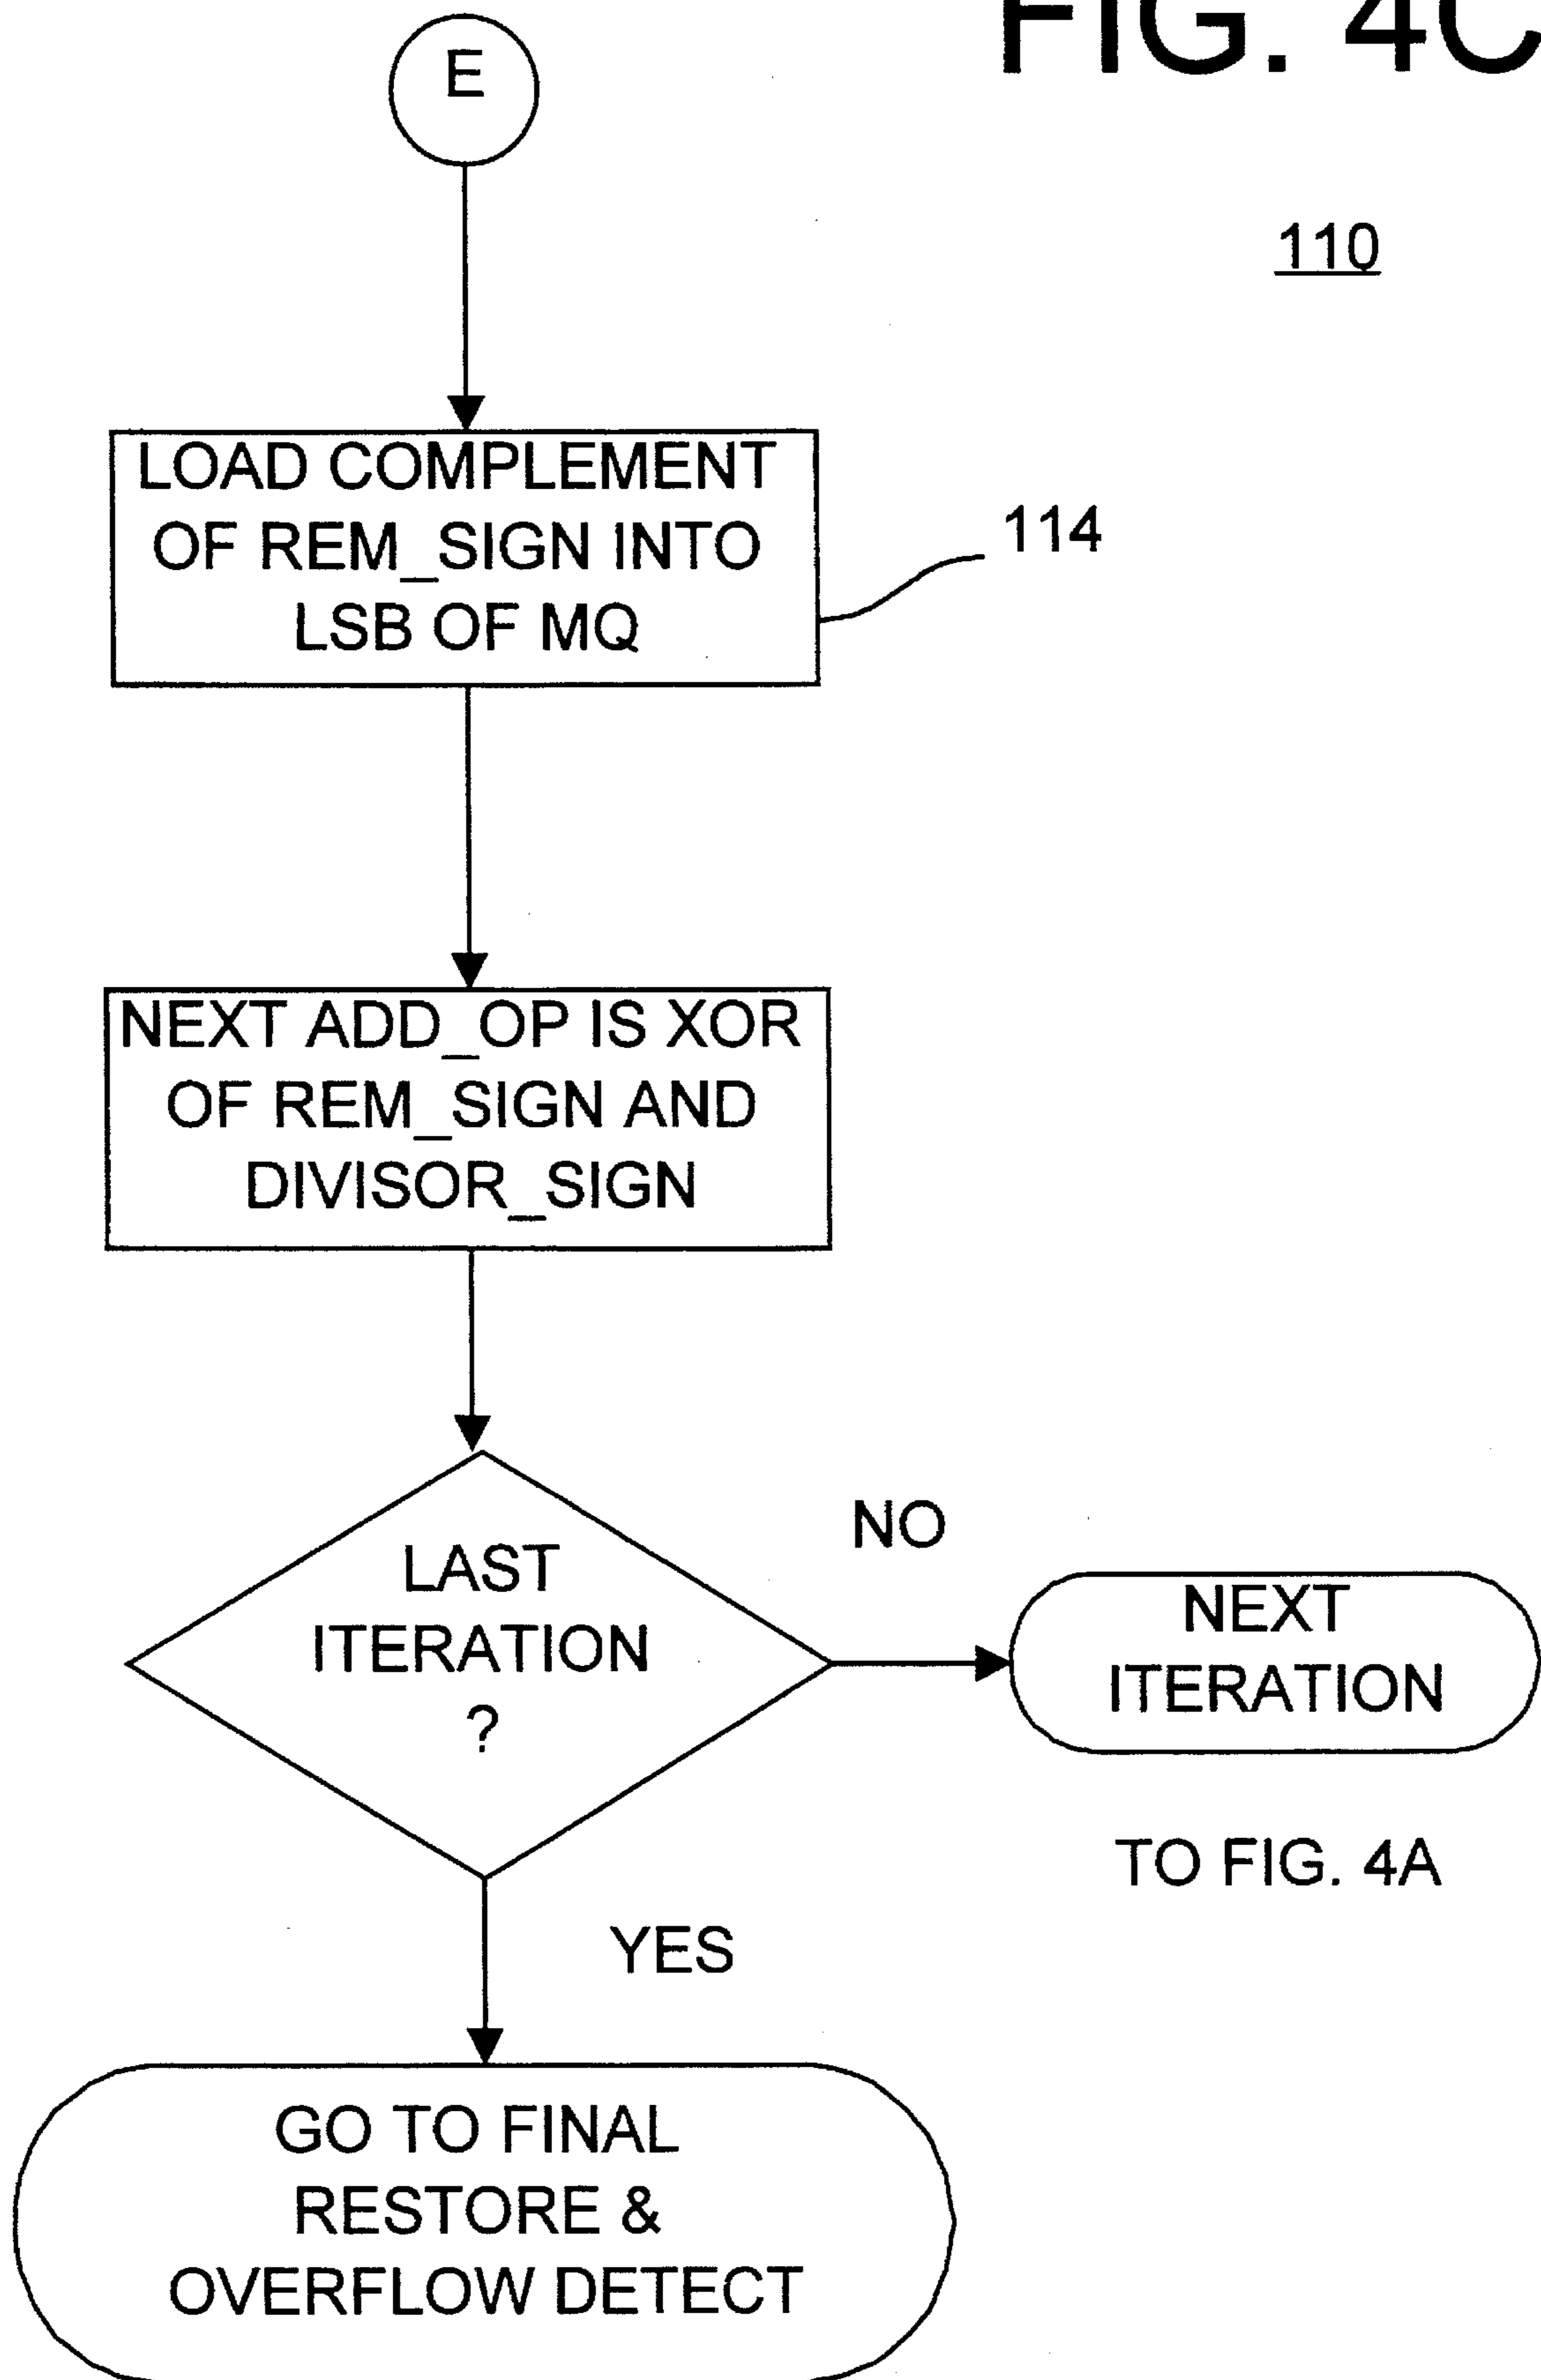 FIG. 4C
E
110
LOAD COMPLEMENT
OF REM_SIGN INTO
LSB OF MQ
114
NEXT ADD_OP IS XOR
OF REM_SIGN AND
DIVISOR_SIGN
LAST
ITERATION
?
NO
NEXT
ITERATION
TO FIG. 4A
YES
GO TO FINAL
RESTORE &
OVERFLOW DETECT